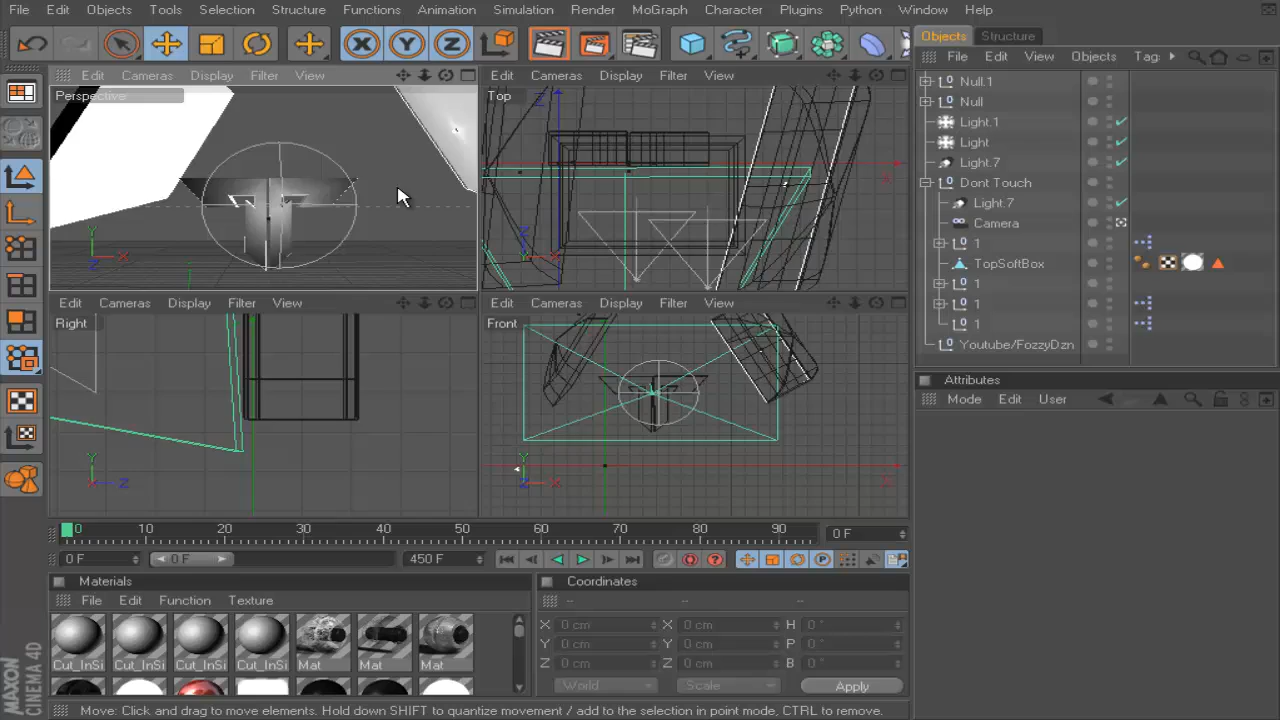 File Edit Objects Tools Selection Structure Functions Animation Simulation Render MoGraph Character Plugins Python Window Help
Objects Structure
File Edit View Objects Tag
Edit Cameras Display Filter View
Perspective
Edit Cameras Display Filter View
Top
Z
X
Y
Z
X
Z
X
Edit Cameras Display Filter View
Right
Y
X
Z
Edit Cameras Display Filter View
Front
Y
Z
X
X
Null.1
Null
Light.1
Light
Light.7
Dont Touch
Light.7
Camera
1
TopSoftBox
1
1
1
Youtube/FozzyDzn
Attributes
Mode Edit User
0 10 20 30 40 50 60 70 80 90 0 F
0 F 0 F 450 F
Materials
File Edit Function Texture
Cut_InSi Cut_InSi Cut_InSi Cut_InSi Mat Mat Mat
Coordinates
-- -- --
X 0 cm X 0 cm H 0 °
Y 0 cm Y 0 cm P 0 °
Z 0 cm Z 0 cm B 0 °
World Scale Apply
MAXON
CINEMA 4D
Move: Click and drag to move elements. Hold down SHIFT to quantize movement / add to the selection in point mode, CTRL to remove.